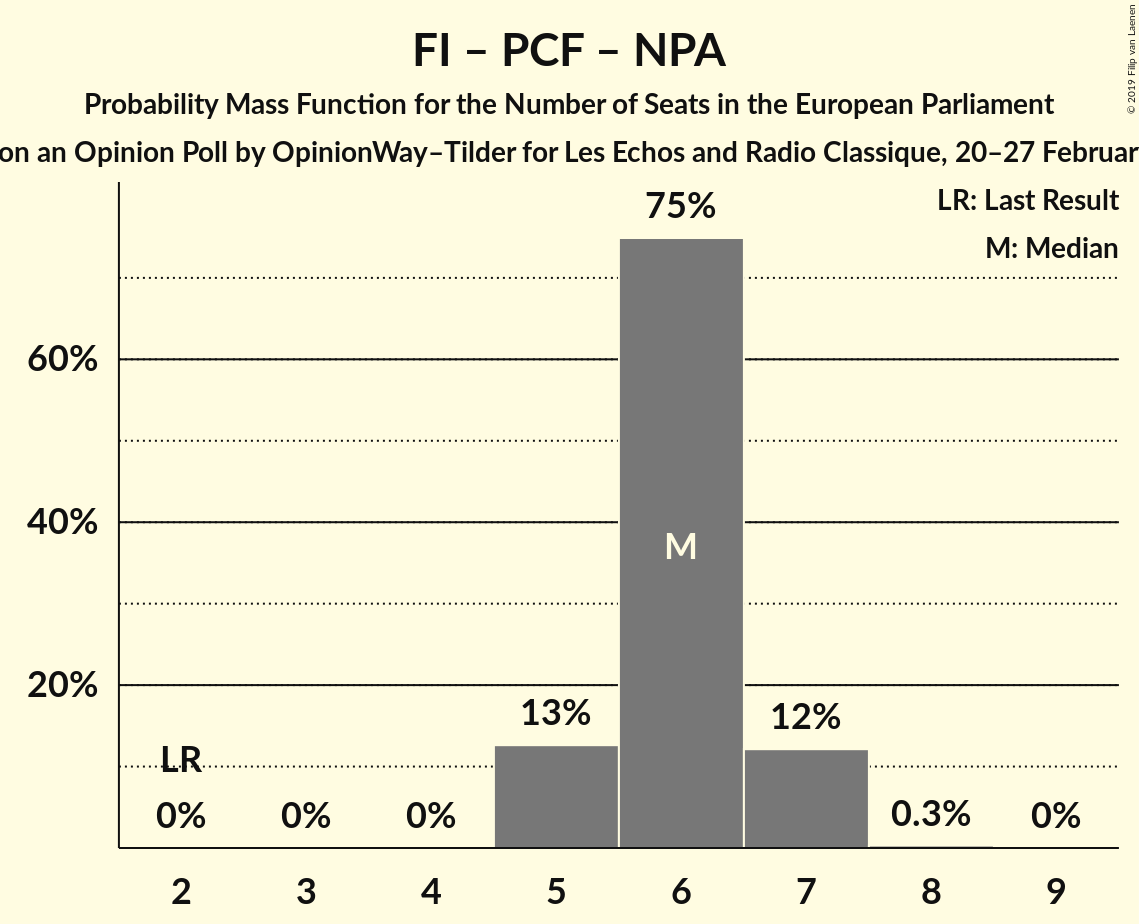 FI – PCF – NPA
Probability Mass Function for the Number of Seats in the European Parliament
on an Opinion Poll by OpinionWay–Tilder for Les Echos and Radio Classique, 20–27 Februar
© 2019 Filip van Laenen
LR: Last Result
M: Median
75%
60%
40%
M
20%
13%
12%
LR
0%
0%
0%
0.3%
0%
2 3 4 5 6 7 8 9